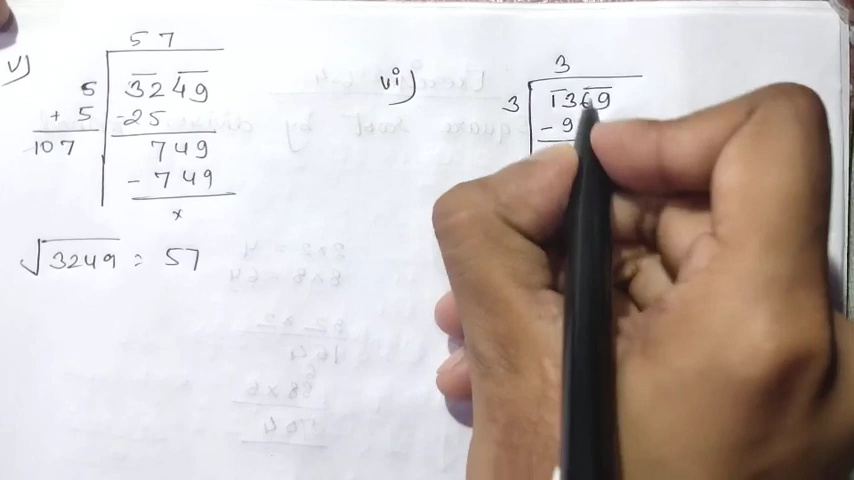 v)
57
5 3249
+ 5 -25
107 749
- 749
x
√3249 = 57
vi)
3
3 1369
- 9